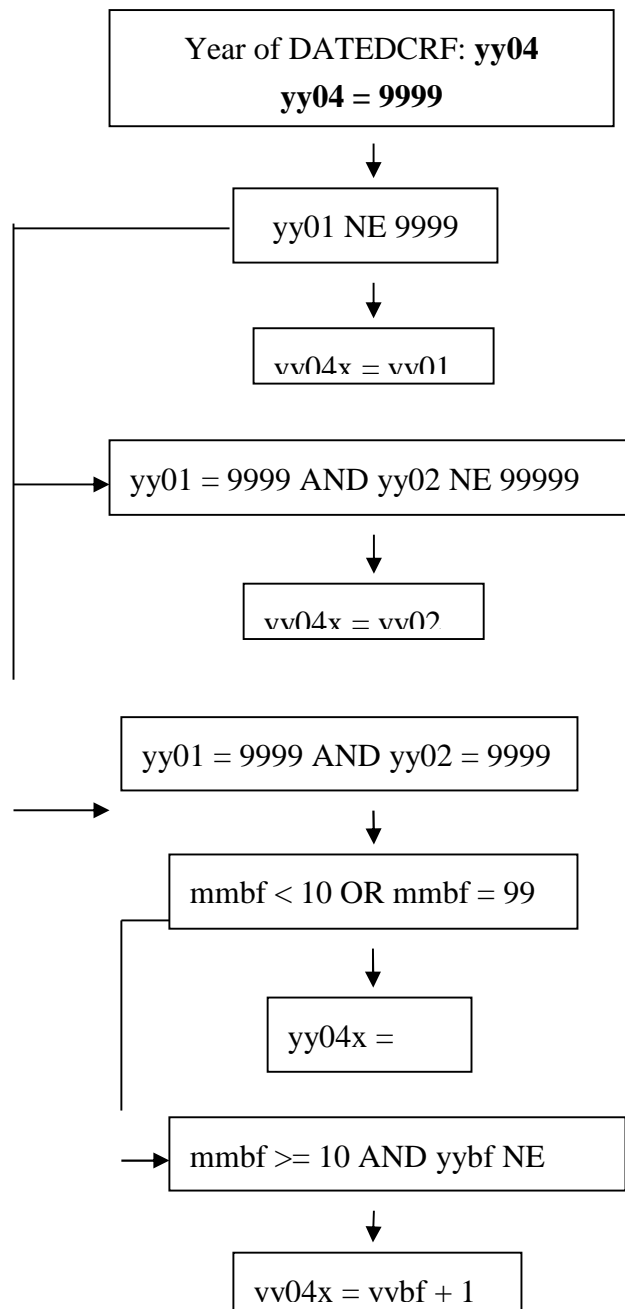 Year of DATEDCRF: yy04
yy04 = 9999
yy01 NE 9999
yy04x = yy01
yy01 = 9999 AND yy02 NE 99999
yy04x = yy02
yy01 = 9999 AND yy02 = 9999
mmbf < 10 OR mmbf = 99
yy04x =
mmbf >= 10 AND yybf NE
yy04x = yybf + 1